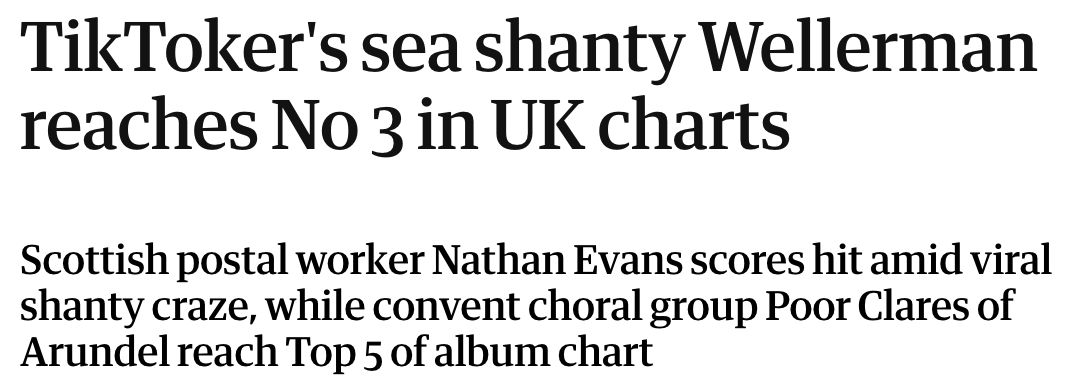 TikToker's sea shanty Wellerman
reaches No 3 in UK charts
Scottish postal worker Nathan Evans scores hit amid viral
shanty craze, while convent choral group Poor Clares of
Arundel reach Top 5 of album chart